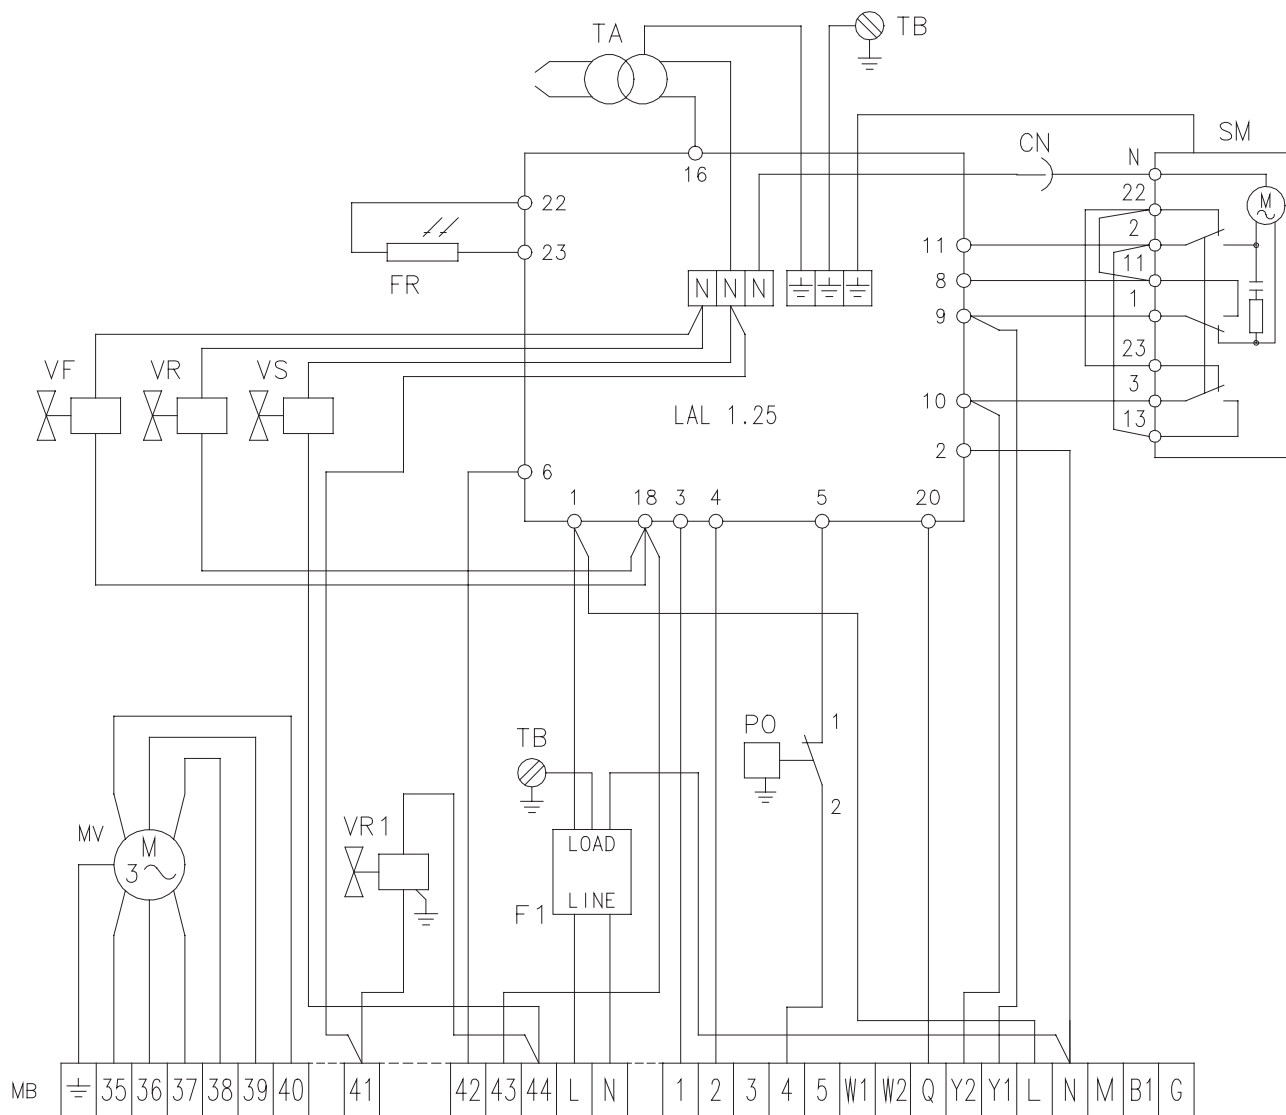 TA
TB
SM
CN
N
16
22
22
2
23
11
11
FR
8
N N N
1
9
VF VR VS
23
3
LAL 1.25
10
13
2
6
1 18 3 4 5 20
PO
1
TB
2
MV
M
3
VR1
LOAD
LINE
F1
M
MB 35 36 37 38 39 40 41 42 43 44 L N 1 2 3 4 5 W1 W2 Q Y2 Y1 L N M B1 G